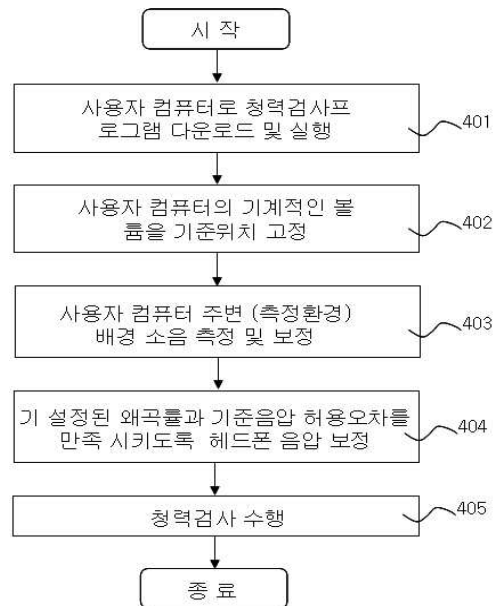 시 작
사용자 컴퓨터로 청력검사프
로그램 다운로드 및 실행
401
사용자 컴퓨터의 기계적인 볼
륨을 기준위치 고정
402
사용자 컴퓨터 주변 (측정환경)
배경 소음 측정 및 보정
403
기 설정된 왜곡률과 기준음압 허용오차를
만족 시키도록 헤드폰 음압 보정
404
청력검사 수행
405
종 료